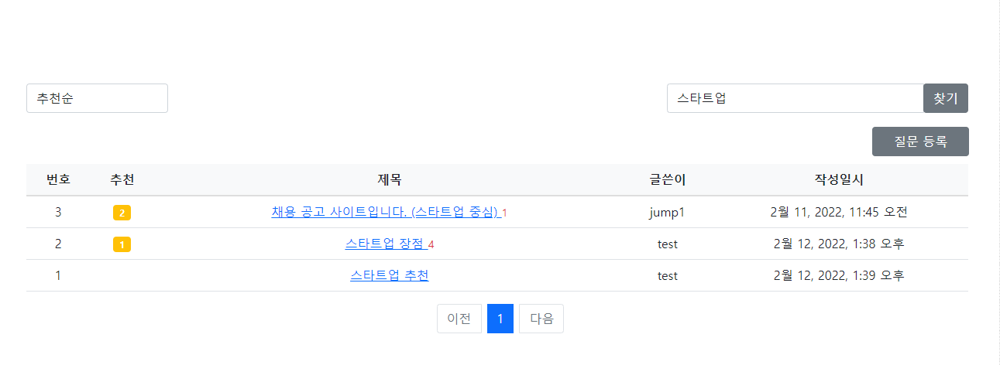 추천순 스타트업 찾기
질문 등록
번호 추천 제목 글쓴이 작성일시
3 2 채용 공고 사이트입니다. (스타트업 중심) 1 jump1 2월 11, 2022, 11:45 오전
2 1 스타트업 장점 4 test 2월 12, 2022, 1:38 오후
1 스타트업 추천 test 2월 12, 2022, 1:39 오후
이전 1 다음